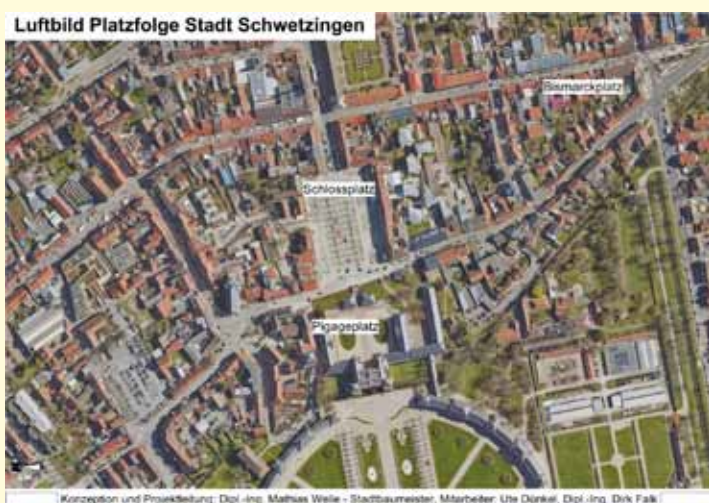 Luftbild Platzfolge Stadt Schwetzingen
Bismarckplatz
Schlossplatz
Pigageplatz
Konzeption und Projektleitung: Dipl.-Ing. Mathias Welle - Stadtbaumeister, Mitarbeiter: Ute Dünkel, Dipl.-Ing. Dirk Falk